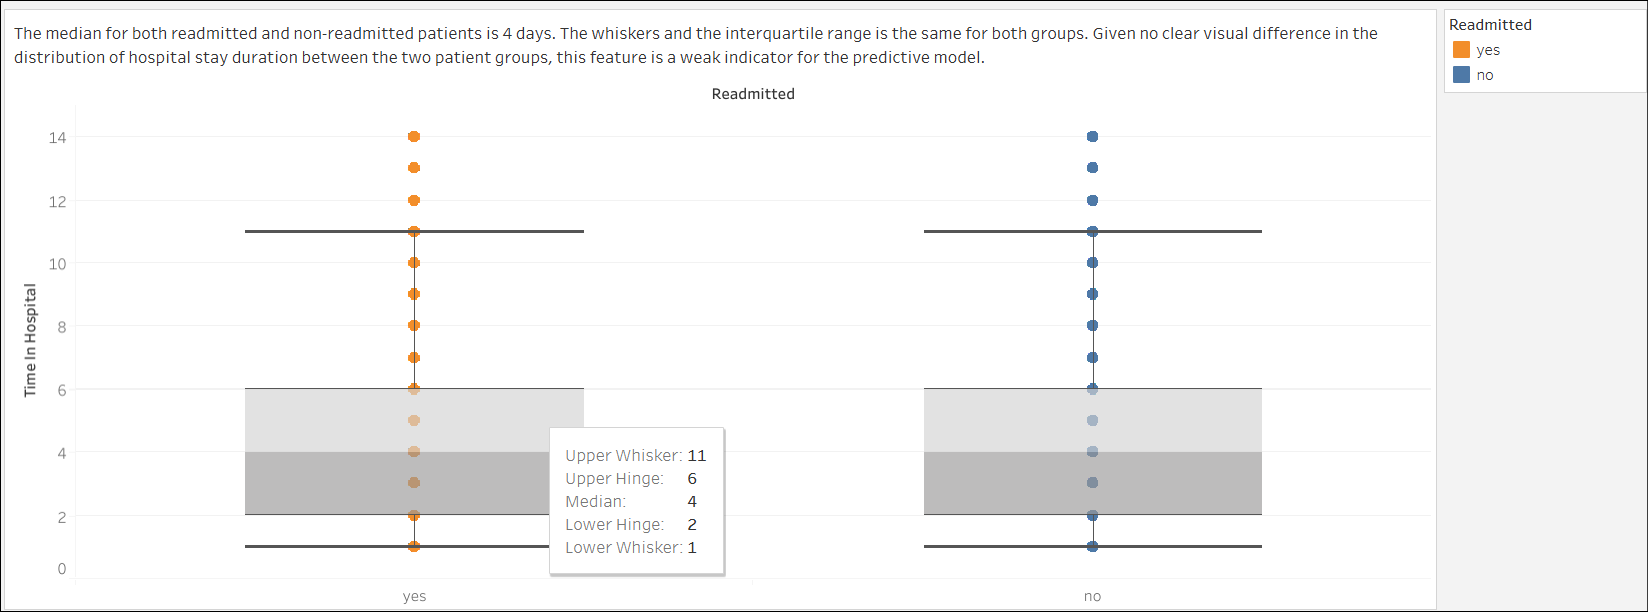 The median for both readmitted and non-readmitted patients is 4 days. The whiskers and the interquartile range is the same for both groups. Given no clear visual difference in the
distribution of hospital stay duration between the two patient groups, this feature is a weak indicator for the predictive model.
Readmitted
yes
no
Readmitted
Time In Hospital
14
12
10
8
6
4
2
0
Upper Whisker: 11
Upper Hinge: 6
Median: 4
Lower Hinge: 2
Lower Whisker: 1
yes
no